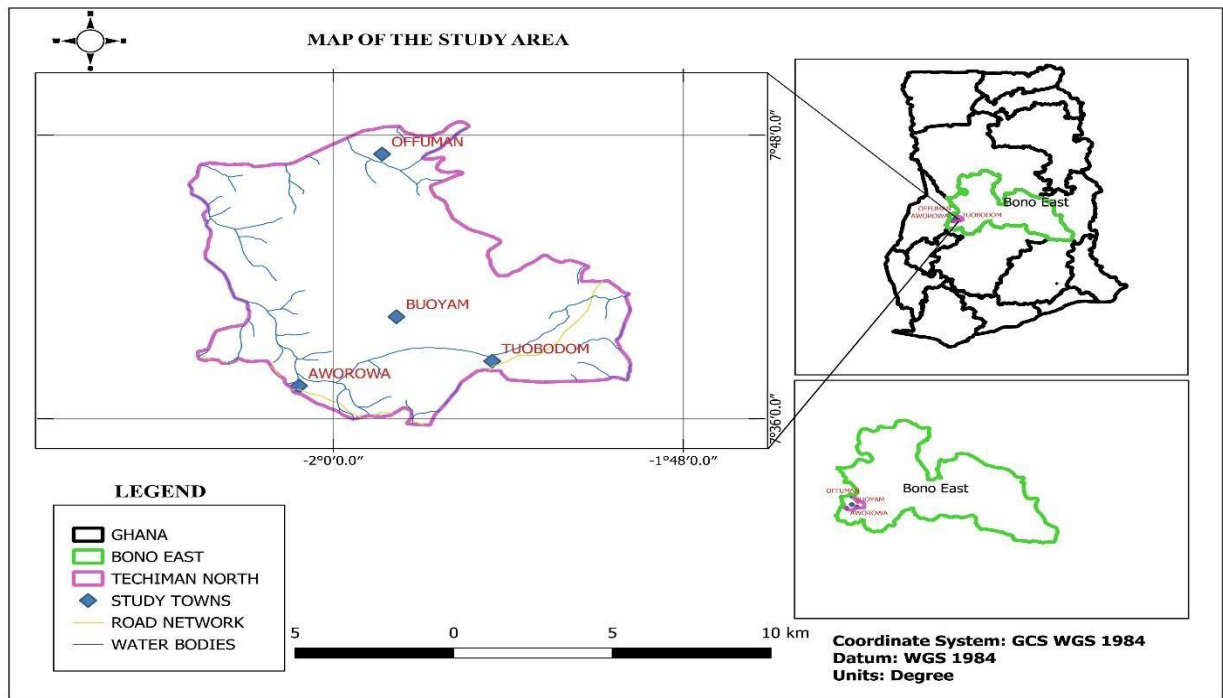 MAP OF THE STUDY AREA
OFFUMAN
BUOYAM
TUOBODOM
AWOROWA
7°48'0.0"
7°36'0.0"
-2°0'0.0"
-1°48'0.0"
Bono East
OFFUMAN
AWOROWA
TUOBODOM
Bono East
OFFUMAN
BUOYAM
AWOROWA
LEGEND
GHANA
BONO EAST
TECHIMAN NORTH
STUDY TOWNS
ROAD NETWORK
WATER BODIES
5 0 5 10 km
Coordinate System: GCS WGS 1984
Datum: WGS 1984
Units: Degree